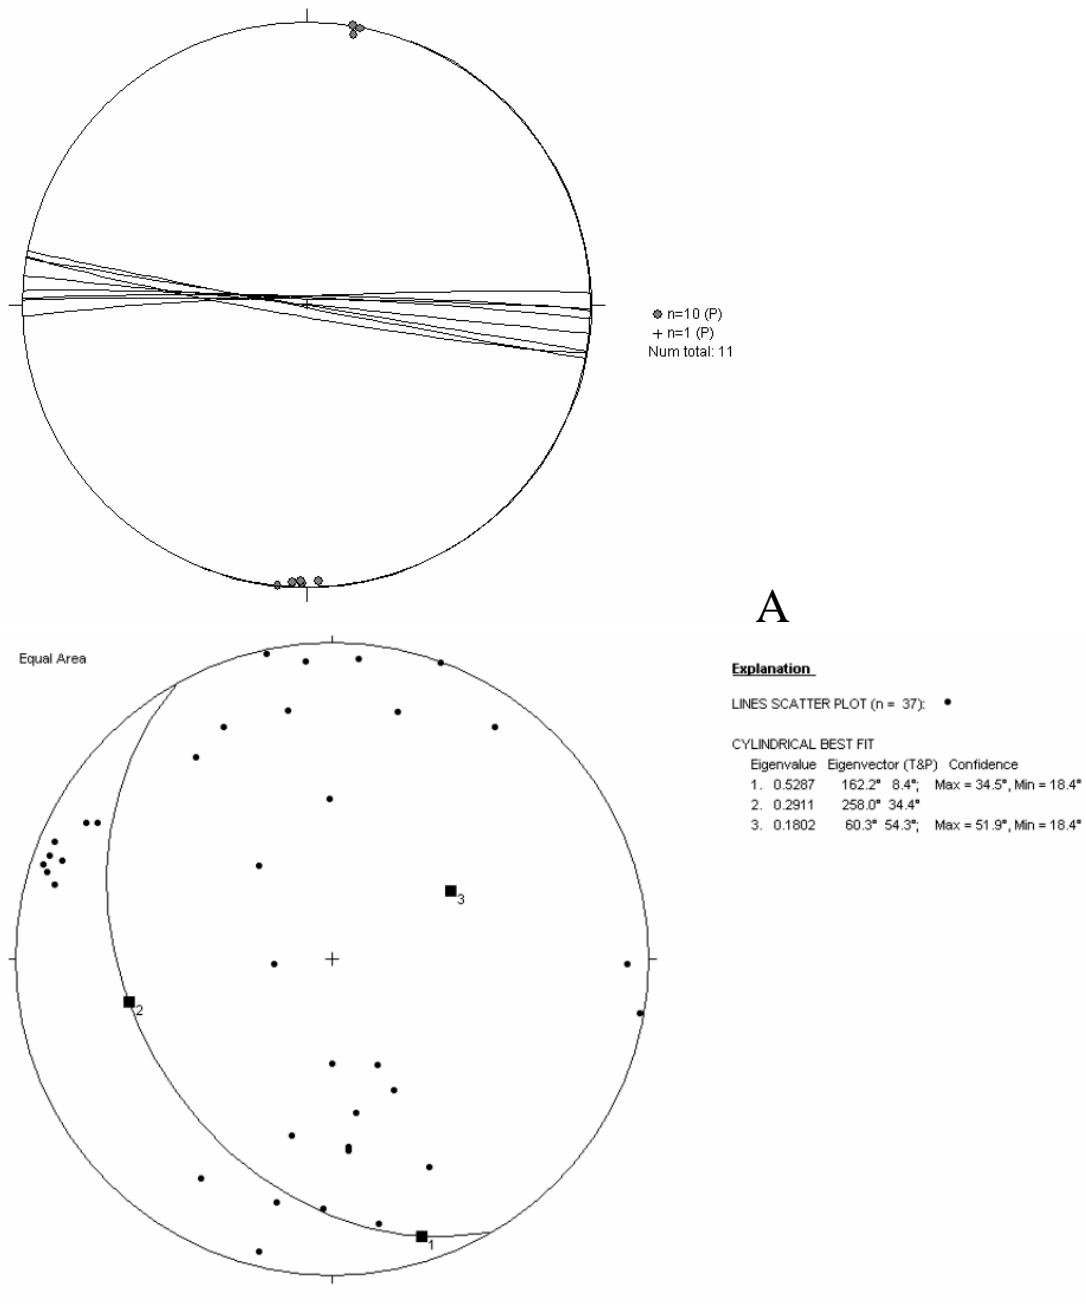 n=10 (P)
n=1 (P)
Num total: 11
A
Equal Area
Explanation
LINES SCATTER PLOT (n = 37):
CYLINDRICAL BEST FIT
Eigenvalue Eigenvector (T&P) Confidence
1. 0.5287 162.2° 8.4°; Max = 34.5°, Min = 18.4°
2. 0.2911 258.0° 34.4°
3. 0.1802 60.3° 54.3°; Max = 51.9°, Min = 18.4°
3
2
1